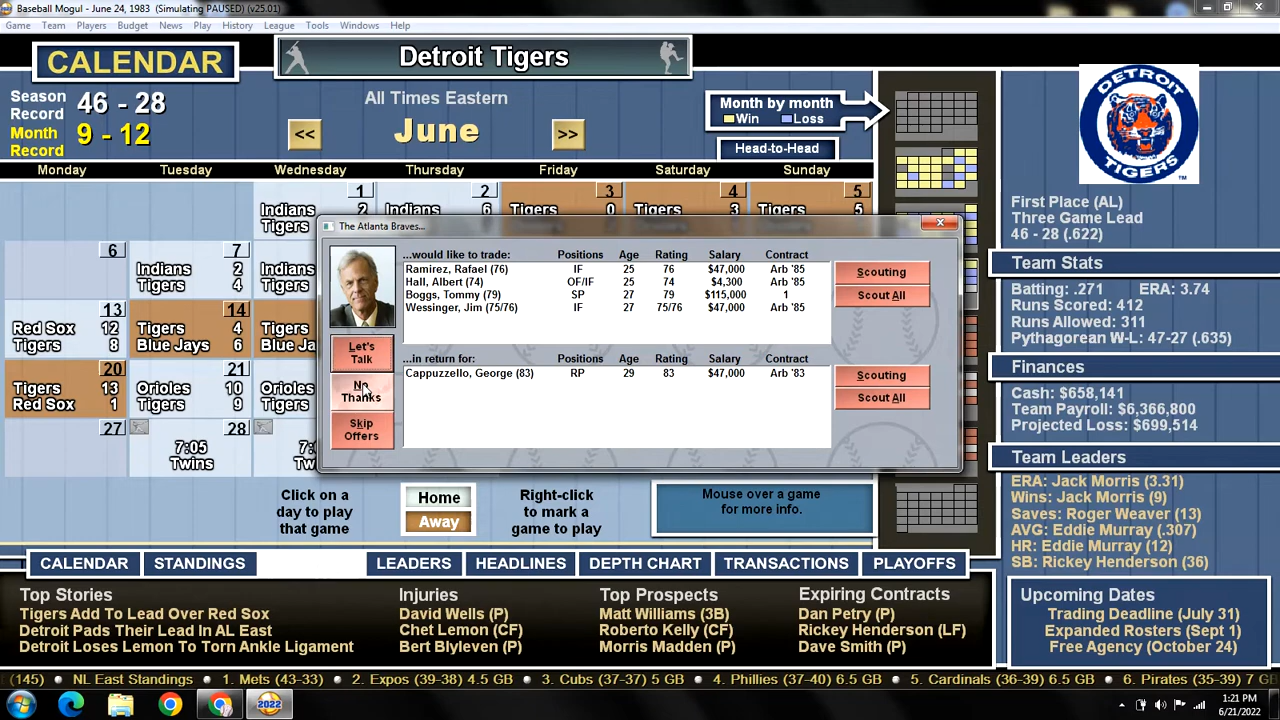 Baseball Mogul - June 24, 1983 (Simulating PAUSED) (v25.01)
Game Team Players Budget News Play History League Tools Windows Help
CALENDAR
Detroit Tigers
Season Record 46 - 28
Month Record 9 - 12
All Times Eastern
<< June >>
Month by month
Win Loss
Head-to-Head
Monday Tuesday Wednesday Thursday Friday Saturday Sunday
1 2 3 4 5
Indians 2 Indians 6 Tigers 0 Tigers 3 Tigers 5
Tigers Tigers
6 7
Indians 2
Tigers 4
13 14
Red Sox 12 Tigers 4
Tigers 8 Blue Jays 6
20 21
Tigers 13 Orioles 10 Orioles
Red Sox 1 Tigers 9 Tigers
27 28
7:05 7:0
Twins Twins
The Atlanta Braves...
...would like to trade: Positions Age Rating Salary Contract
Ramirez, Rafael (76) IF 25 76 $47,000 Arb '85
Hall, Albert (74) OF/IF 25 74 $4,300 Arb '85
Boggs, Tommy (79) SP 27 79 $115,000 1
Wessinger, Jim (75/76) IF 27 75/76 $47,000 Arb '85
Scouting
Scout All
Let's Talk
No Thanks
Skip Offers
...in return for: Positions Age Rating Salary Contract
Cappuzzello, George (83) RP 29 83 $47,000 Arb '83
Scouting
Scout All
Click on a day to play that game
Home
Away
Right-click to mark a game to play
Mouse over a game for more info.
DETROIT TIGERS
TM
First Place (AL)
Three Game Lead
46 - 28 (.622)
Team Stats
Batting: .271 ERA: 3.74
Runs Scored: 412
Runs Allowed: 311
Pythagorean W-L: 47-27 (.635)
Finances
Cash: $658,141
Team Payroll: $6,366,800
Projected Loss: $699,514
Team Leaders
ERA: Jack Morris (3.31)
Wins: Jack Morris (9)
Saves: Roger Weaver (13)
AVG: Eddie Murray (.307)
HR: Eddie Murray (12)
SB: Rickey Henderson (36)
CALENDAR STANDINGS LEADERS HEADLINES DEPTH CHART TRANSACTIONS PLAYOFFS
Top Stories
Tigers Add To Lead Over Red Sox
Detroit Pads Their Lead In AL East
Detroit Loses Lemon To Torn Ankle Ligament
Injuries
David Wells (P)
Chet Lemon (CF)
Bert Blyleven (P)
Top Prospects
Matt Williams (3B)
Roberto Kelly (CF)
Morris Madden (P)
Expiring Contracts
Dan Petry (P)
Rickey Henderson (LF)
Dave Smith (P)
Upcoming Dates
Trading Deadline (July 31)
Expanded Rosters (Sept 1)
Free Agency (October 24)
(145) • NL East Standings • 1. Mets (43-33) • 2. Expos (39-38) 4.5 GB • 3. Cubs (37-37) 5 GB • 4. Phillies (37-40) 6.5 GB • 5. Cardinals (36-39) 6.5 GB • 6. Pirates (35-39) 7 GB
2022
1:21 PM
6/21/2022